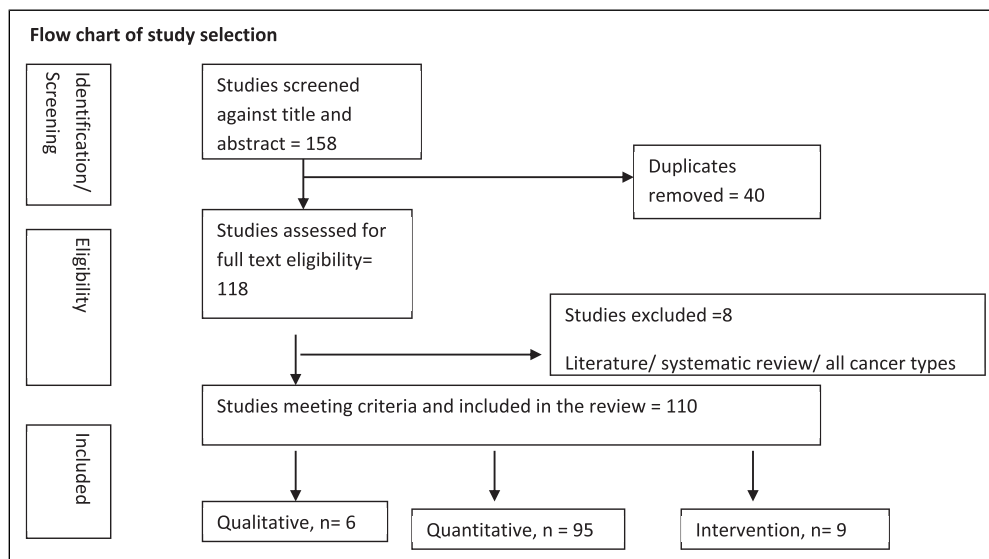 Flow chart of study selection
Identification/
Screening
Studies screened
against title and
abstract = 158
Duplicates
removed = 40
Eligibility
Studies assessed for
full text eligibility=
118
Studies excluded =8
Literature/ systematic review/ all cancer types
Studies meeting criteria and included in the review = 110
Included
Qualitative, n= 6
Quantitative, n = 95
Intervention, n= 9